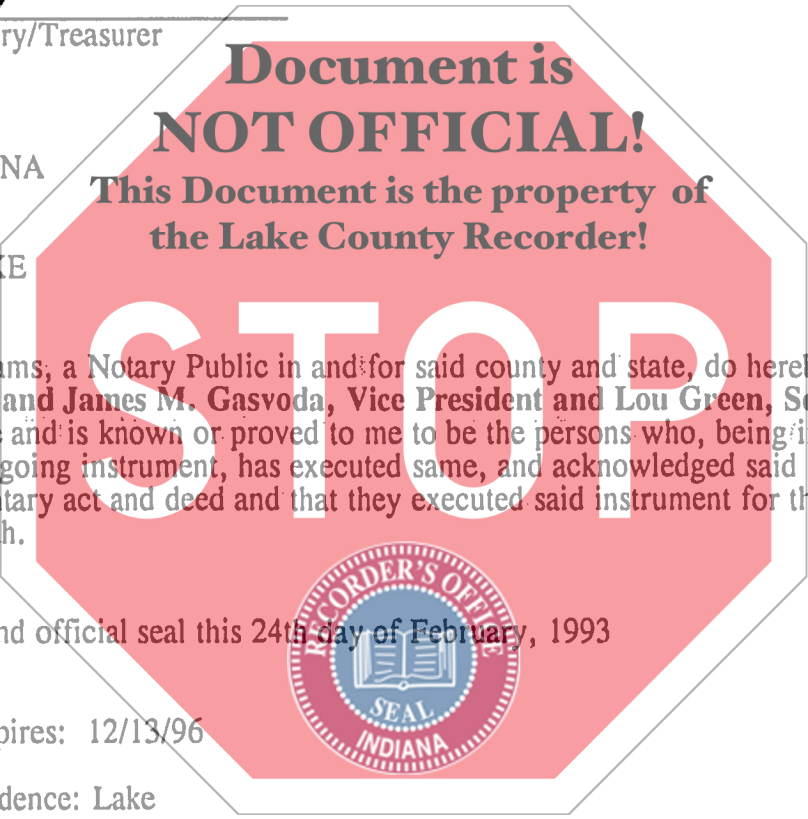 ry/Treasurer
Document is
NOT OFFICIAL!
NA
This Document is the property of
the Lake County Recorder!
KE
STOP
ms, a Notary Public in and for said county and state, do here
and James M. Gasvoda, Vice President and Lou Green, Se
and is known or proved to me to be the persons who, being i
going instrument, has executed same, and acknowledged said
tary act and deed and that they executed said instrument for th
h.
nd official seal this 24th day of February, 1993
RECORDER'S OFFICE
SEAL
INDIANA
pires: 12/13/96
dence: Lake